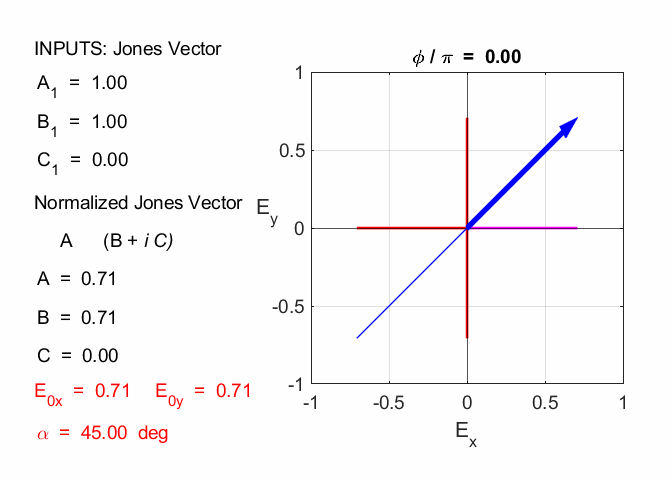 INPUTS: Jones Vector
A₁ = 1.00
B₁ = 1.00
C₁ = 0.00
Normalized Jones Vector
A (B + i C)
A = 0.71
B = 0.71
C = 0.00
E₀ₓ = 0.71 E₀y = 0.71
α = 45.00 deg
ϕ / π = 0.00
1
0.5
0
-0.5
-1
Ey
-1 -0.5 0 0.5 1
Eₓ